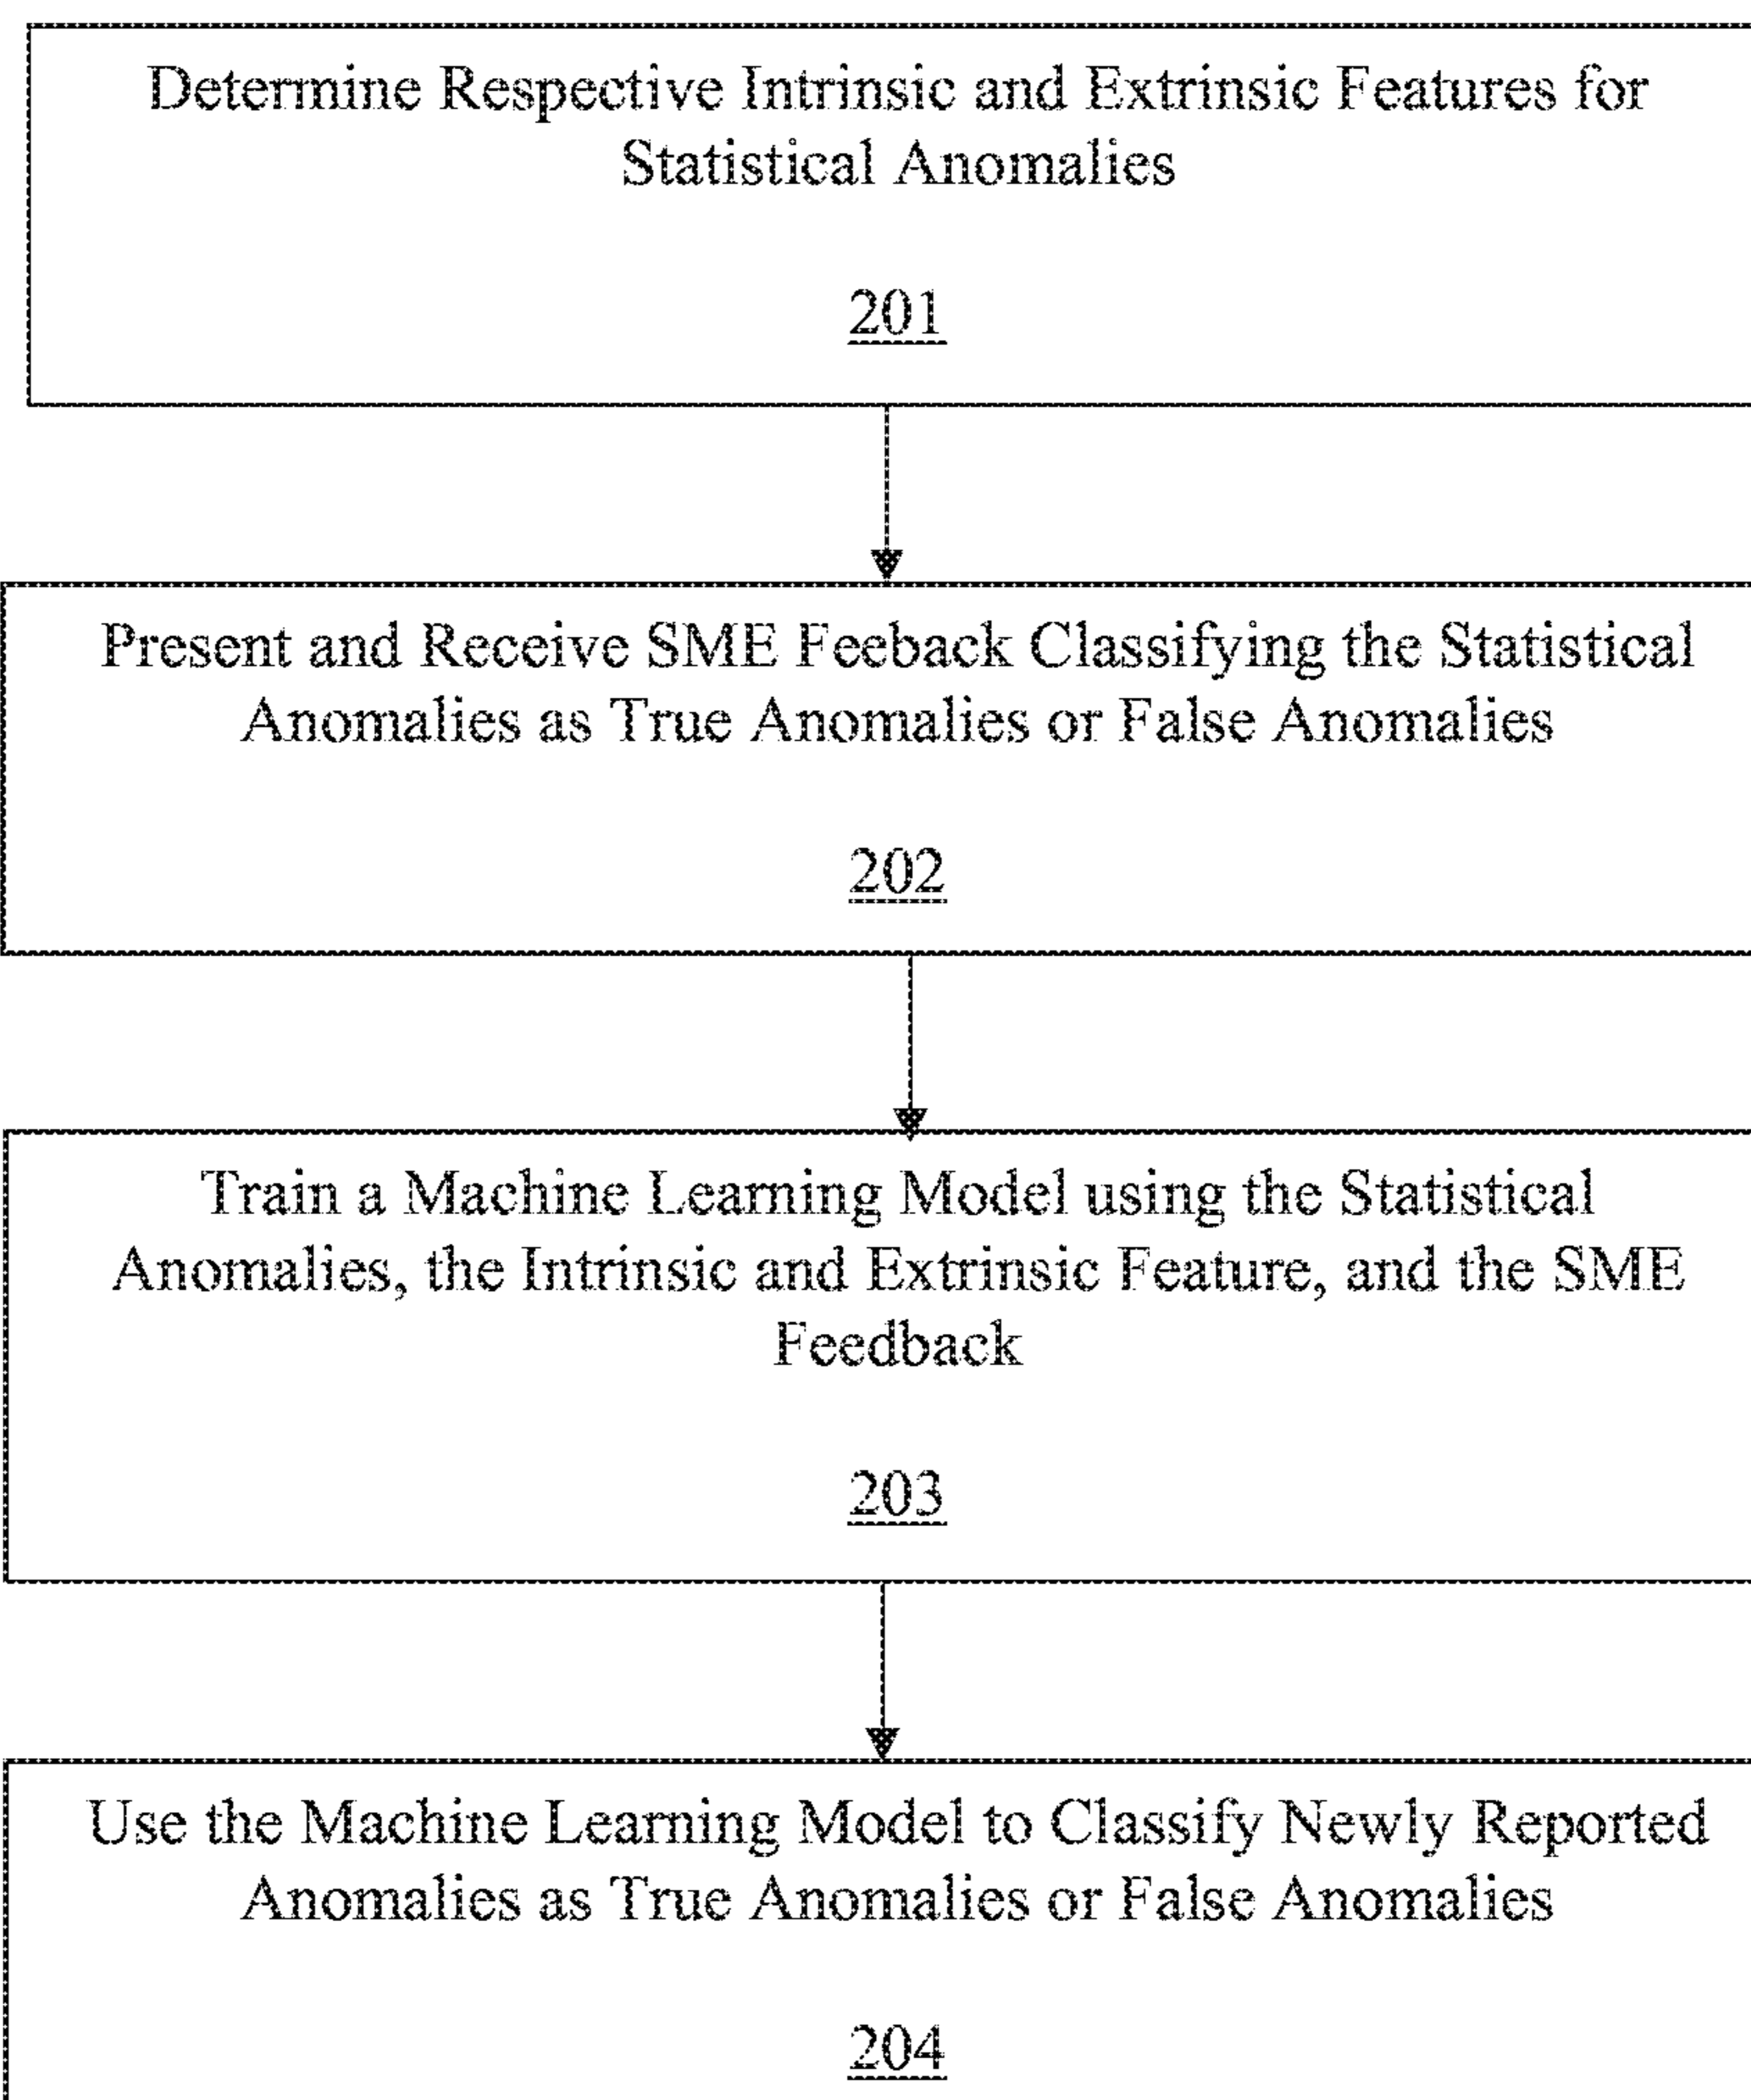 Determine Respective Intrinsic and Extrinsic Features for
Statistical Anomalies
201
Present and Receive SME Feeback Classifying the Statistical
Anomalies as True Anomalies or False Anomalies
202
Train a Machine Learning Model using the Statistical
Anomalies, the Intrinsic and Extrinsic Feature, and the SME
Feedback
203
Use the Machine Learning Model to Classify Newly Reported
Anomalies as True Anomalies or False Anomalies
204